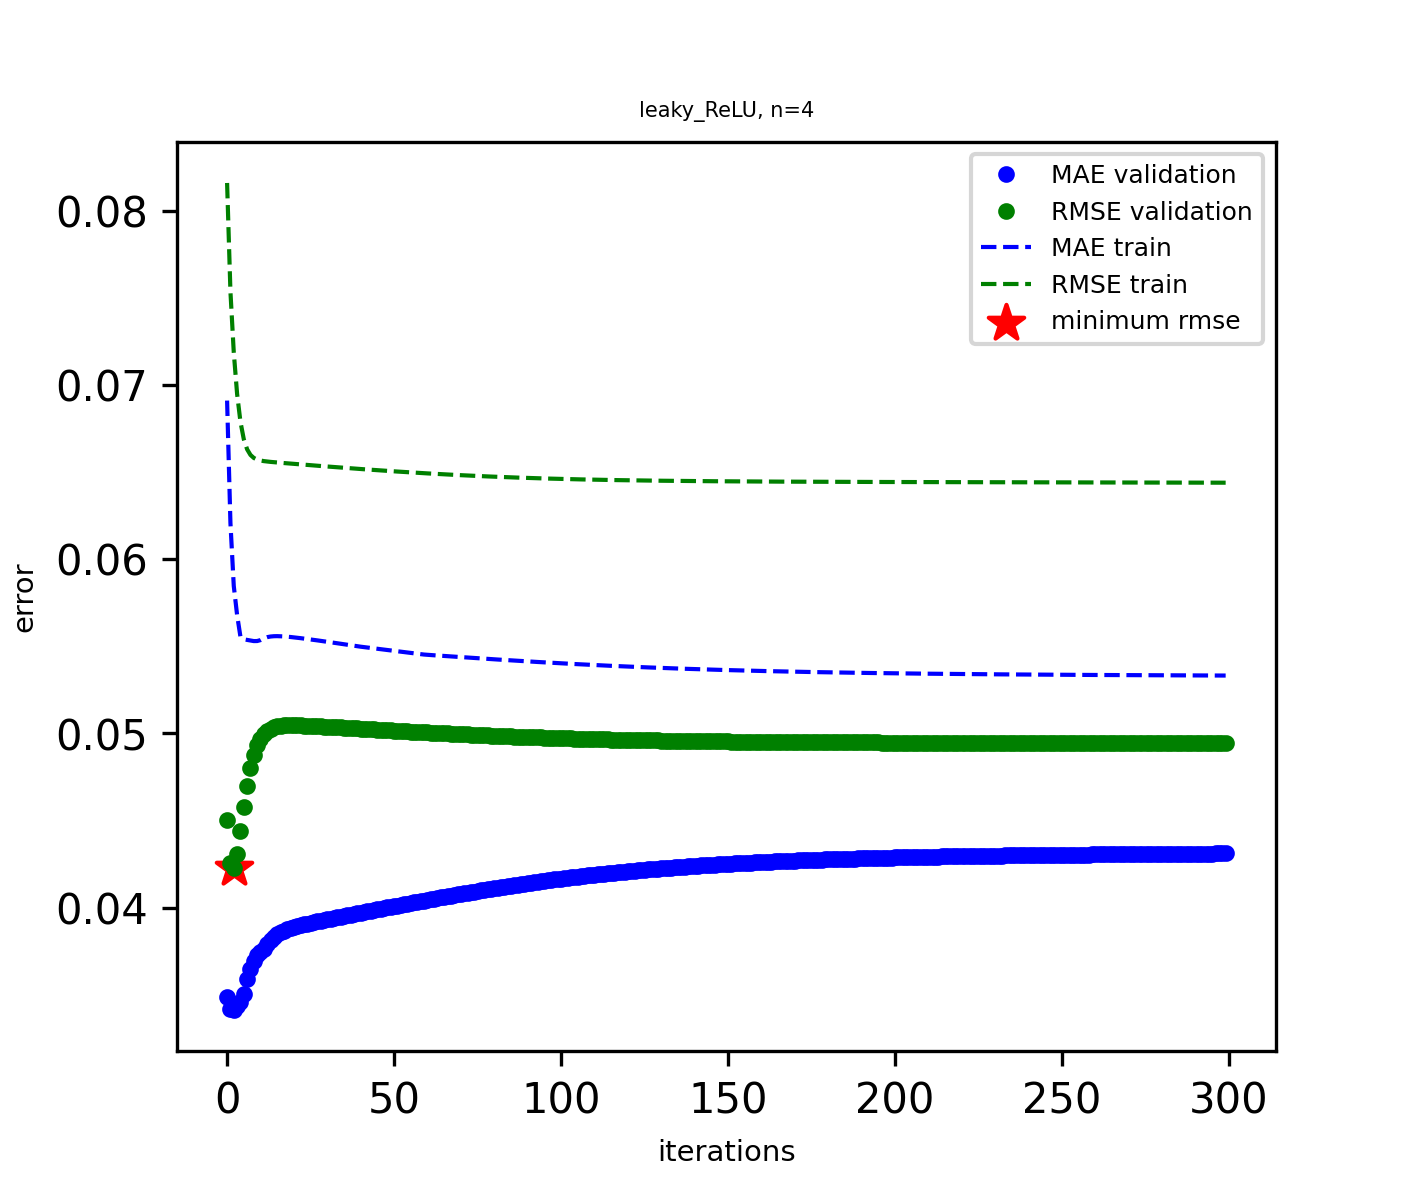 leaky_ReLU, n=4
MAE validation
RMSE validation
MAE train
RMSE train
minimum rmse
0.08
0.07
0.06
0.05
0.04
error
0 50 100 150 200 250 300
iterations